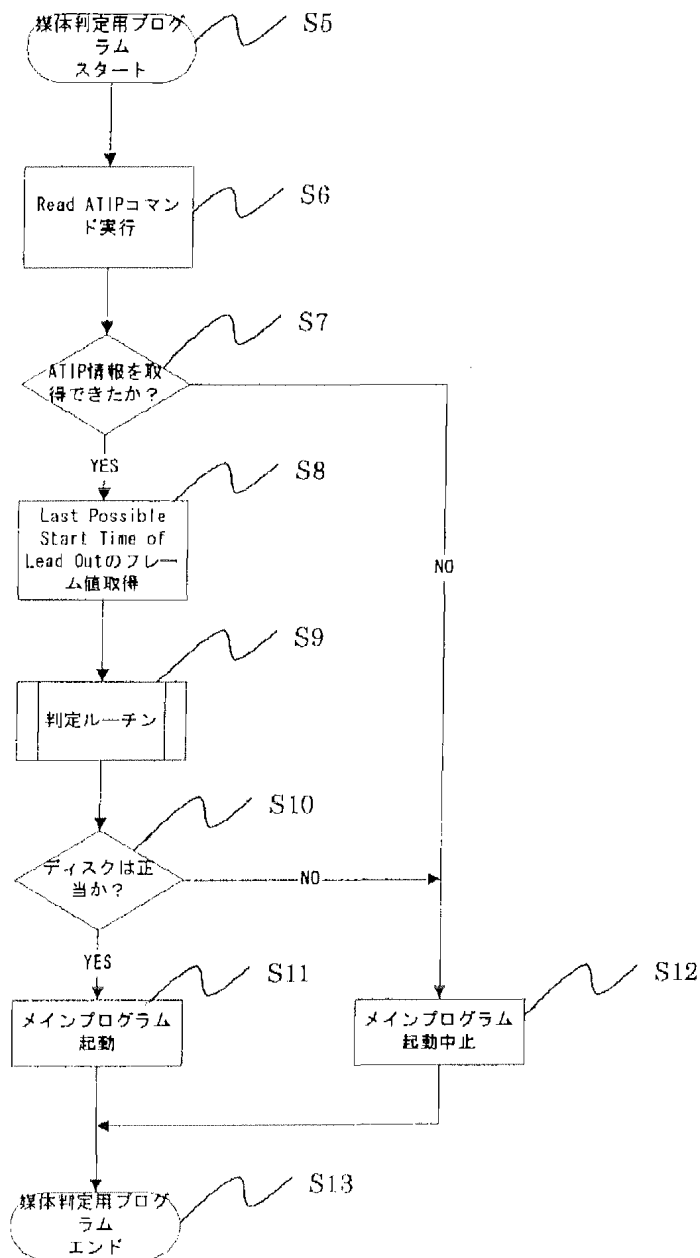 媒体判定用プログ
ラム
スタート
S5
Read ATIPコマン
ド実行
S6
S7
ATIP情報を取
得できたか？
YES
S8
Last Possible
Start Time of
Lead Outのフレー
ム値取得
NO
S9
判定ルーチン
S10
ディスクは正
当か？
NO
YES
S11
メインプログラム
起動
S12
メインプログラム
起動中止
S13
媒体判定用プログ
ラム
エンド